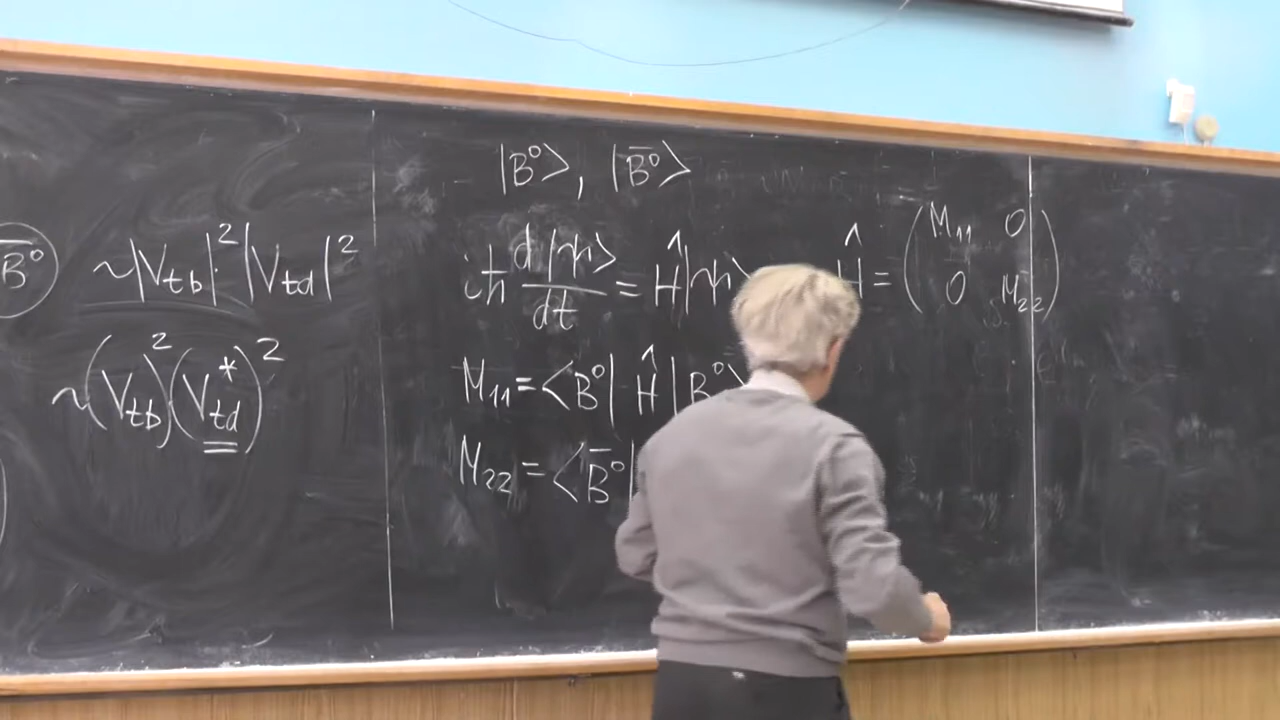 B̅⁰ ~|V_tb|²·|V_td|²
~(V_tb)²(V_td*)²
|B⁰⟩, |B̅⁰⟩
iħ d|ψ⟩/dt = Ĥ|ψ⟩
Ĥ = (M₁₁ 0
0 M₂₂)
M₁₁ = ⟨B⁰| Ĥ |B⁰⟩
M₂₂ = ⟨B̅⁰|